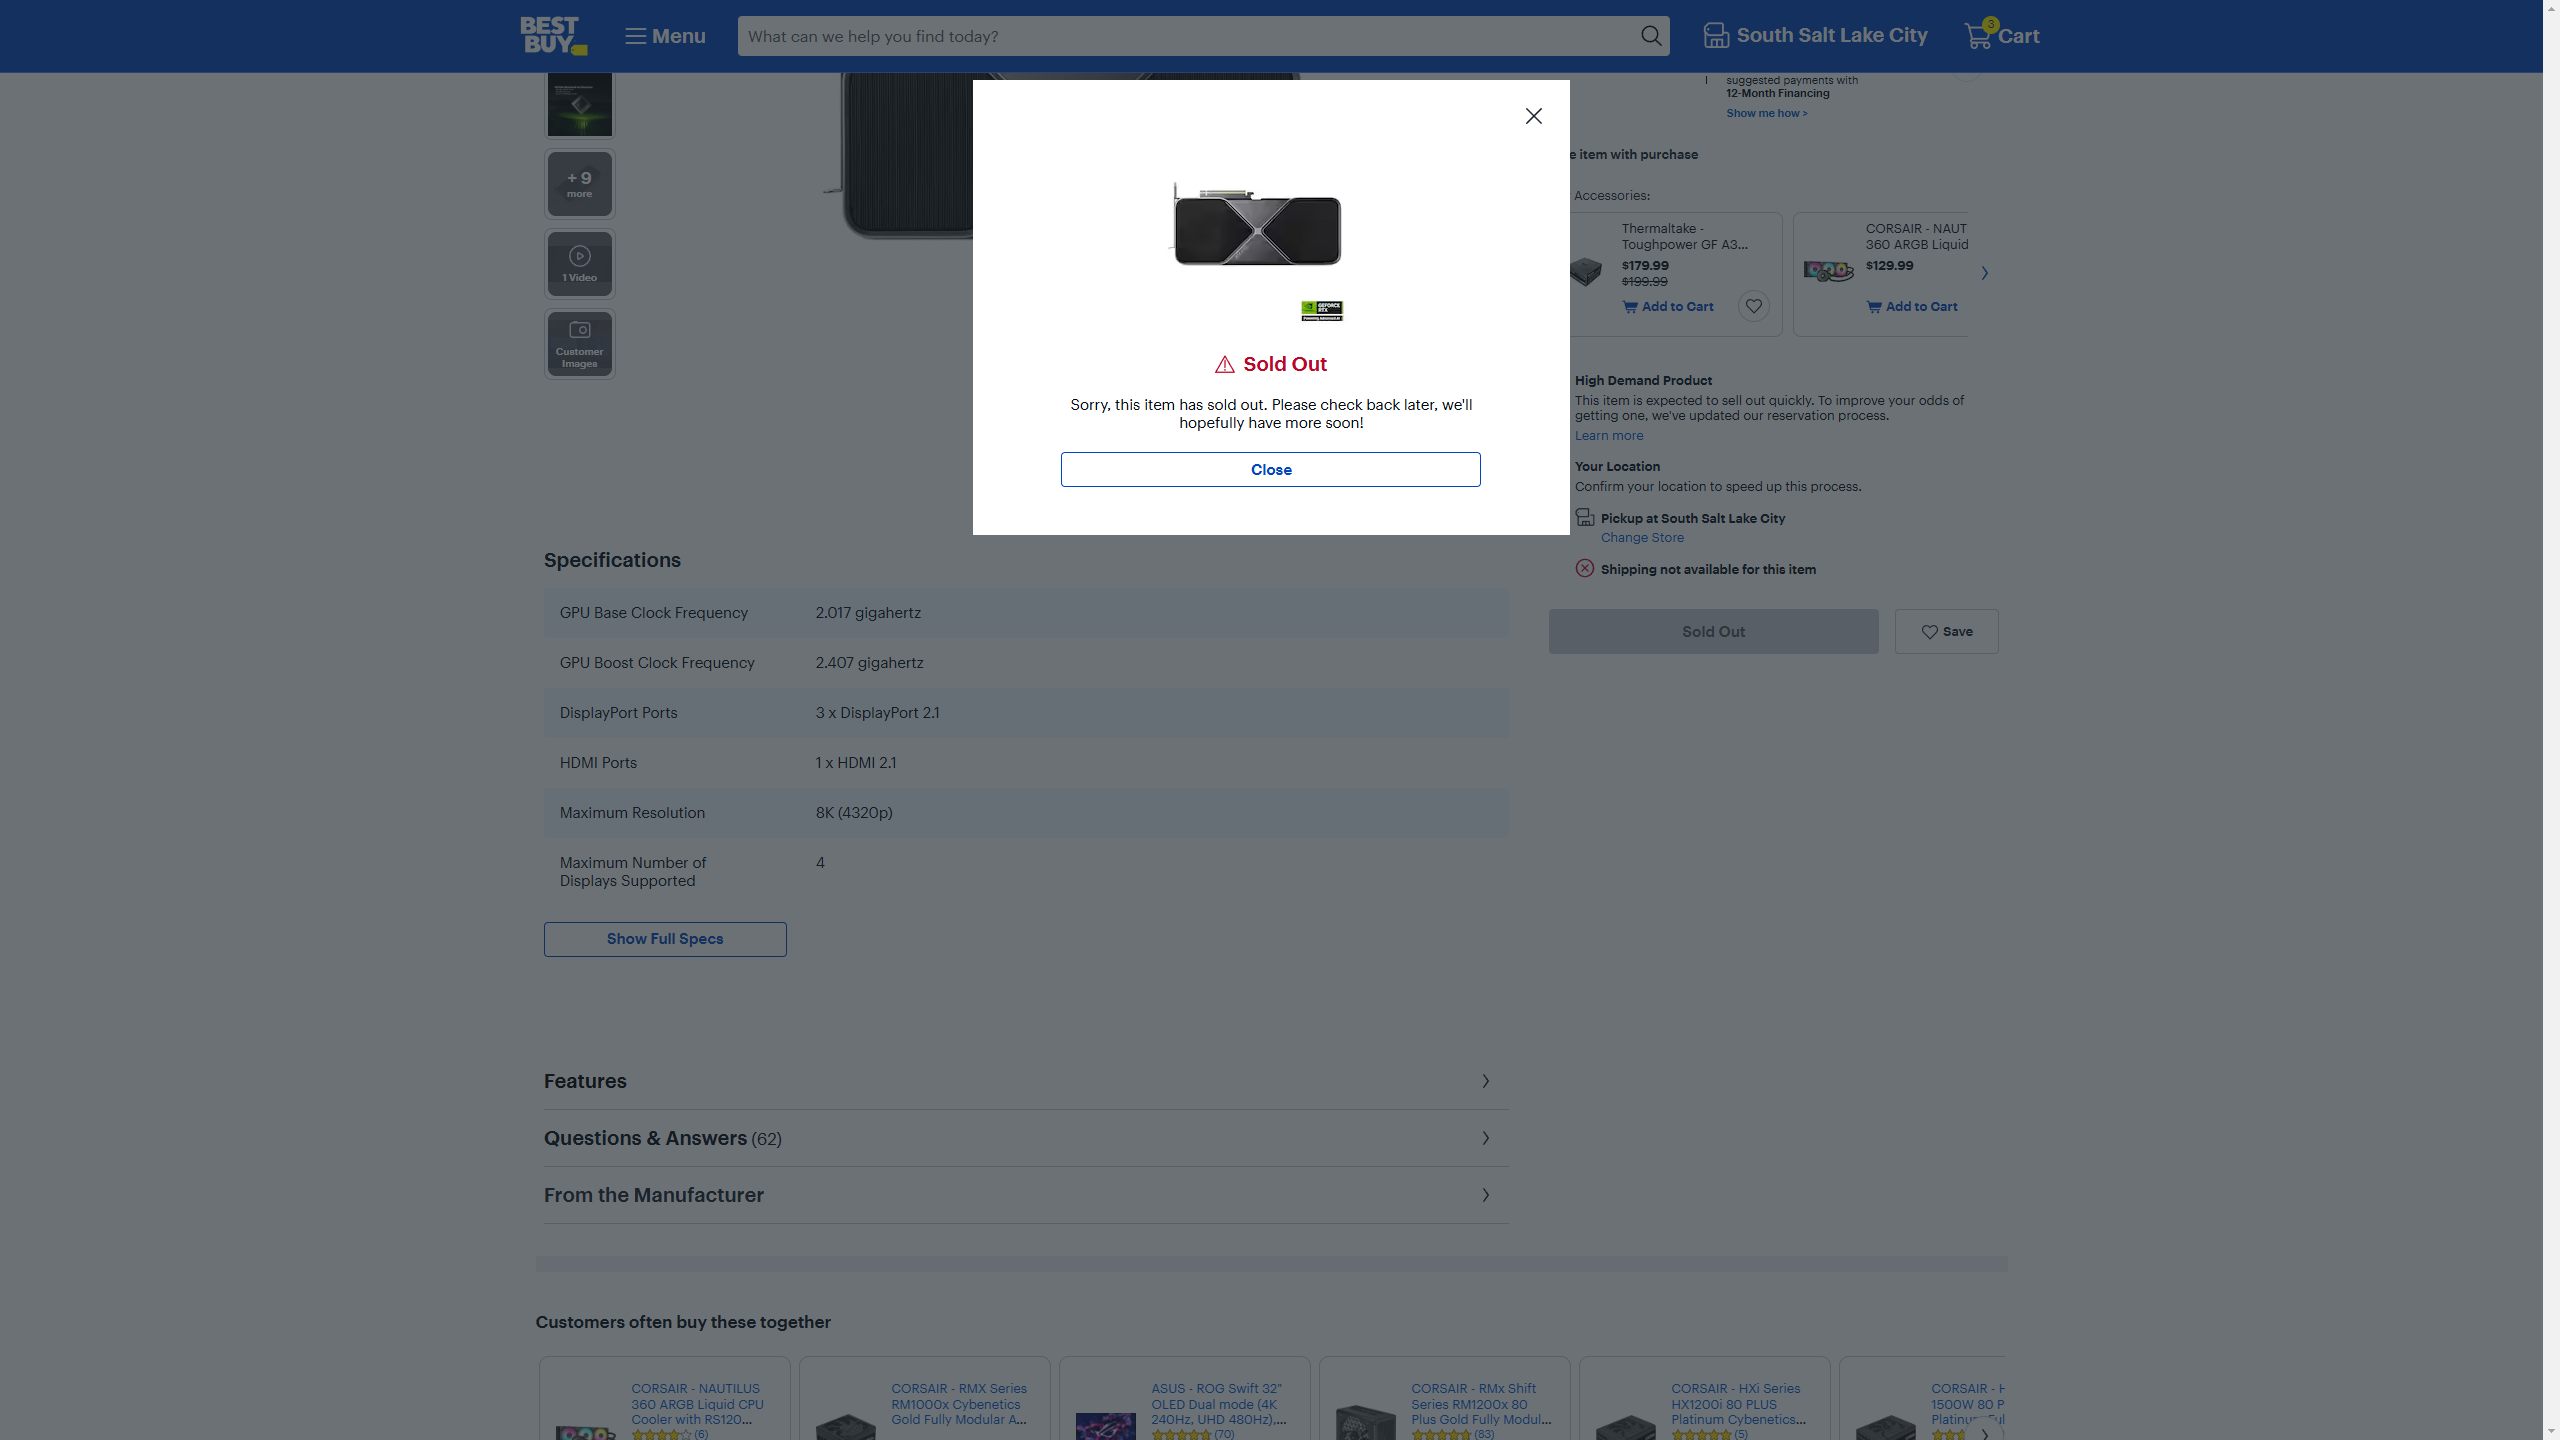 BEST
BUY
Menu
What can we help you find today?
South Salt Lake City
3
Cart
suggested payments with
12-Month Financing
Show me how >
+ 9
more
1 Video
Customer
Images
e item with purchase
Accessories:
Thermaltake -
Toughpower GF A3...
$179.99
$199.99
Add to Cart
CORSAIR - NAUT
360 ARGB Liquid
$129.99
Add to Cart
GEFORCE
RTX
Sold Out
Sorry, this item has sold out. Please check back later, we'll
hopefully have more soon!
Close
High Demand Product
This item is expected to sell out quickly. To improve your odds of
getting one, we've updated our reservation process.
Learn more
Your Location
Confirm your location to speed up this process.
Pickup at South Salt Lake City
Change Store
Shipping not available for this item
Sold Out
Save
Specifications
GPU Base Clock Frequency 2.017 gigahertz
GPU Boost Clock Frequency 2.407 gigahertz
DisplayPort Ports 3 x DisplayPort 2.1
HDMI Ports 1 x HDMI 2.1
Maximum Resolution 8K (4320p)
Maximum Number of 4
Displays Supported
Show Full Specs
Features
Questions & Answers (62)
From the Manufacturer
Customers often buy these together
CORSAIR - NAUTILUS
360 ARGB Liquid CPU
Cooler with RS120...
(6)
CORSAIR - RMX Series
RM1000x Cybenetics
Gold Fully Modular A...
ASUS - ROG Swift 32"
OLED Dual mode (4K
240Hz, UHD 480Hz),...
(70)
CORSAIR - RMx Shift
Series RM1200x 80
Plus Gold Fully Modul...
(83)
CORSAIR - HXi Series
HX1200i 80 PLUS
Platinum Cybenetics...
(5)
CORSAIR - H
1500W 80 P